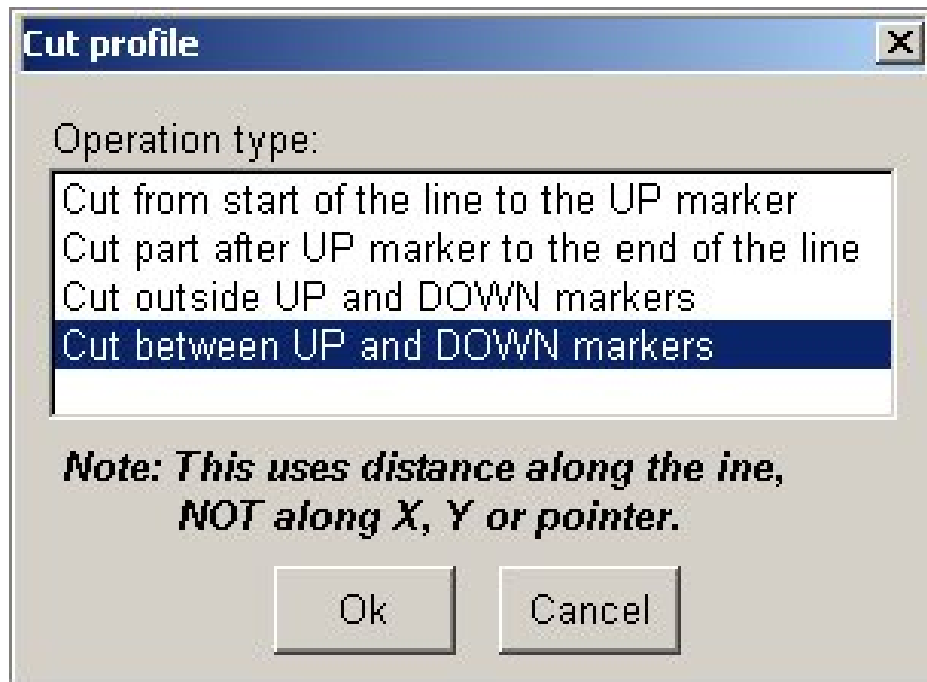 Cut profile
Operation type:
Cut from start of the line to the UP marker
Cut part after UP marker to the end of the line
Cut outside UP and DOWN markers
Cut between UP and DOWN markers
Note: This uses distance along the ine,
NOT along X, Y or pointer.
Ok Cancel